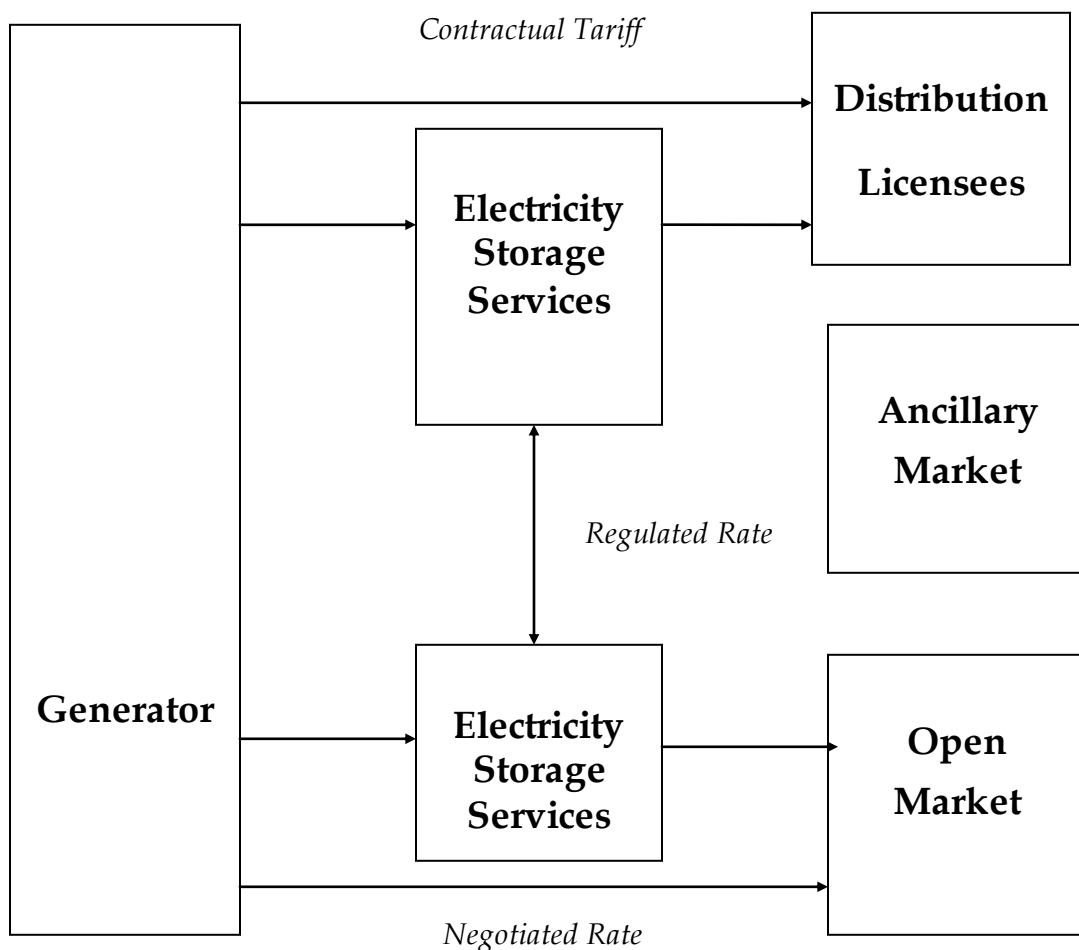 Contractual Tariff
Distribution
Licensees
Electricity
Storage
Services
Ancillary
Market
Regulated Rate
Generator
Electricity
Storage
Services
Open
Market
Negotiated Rate